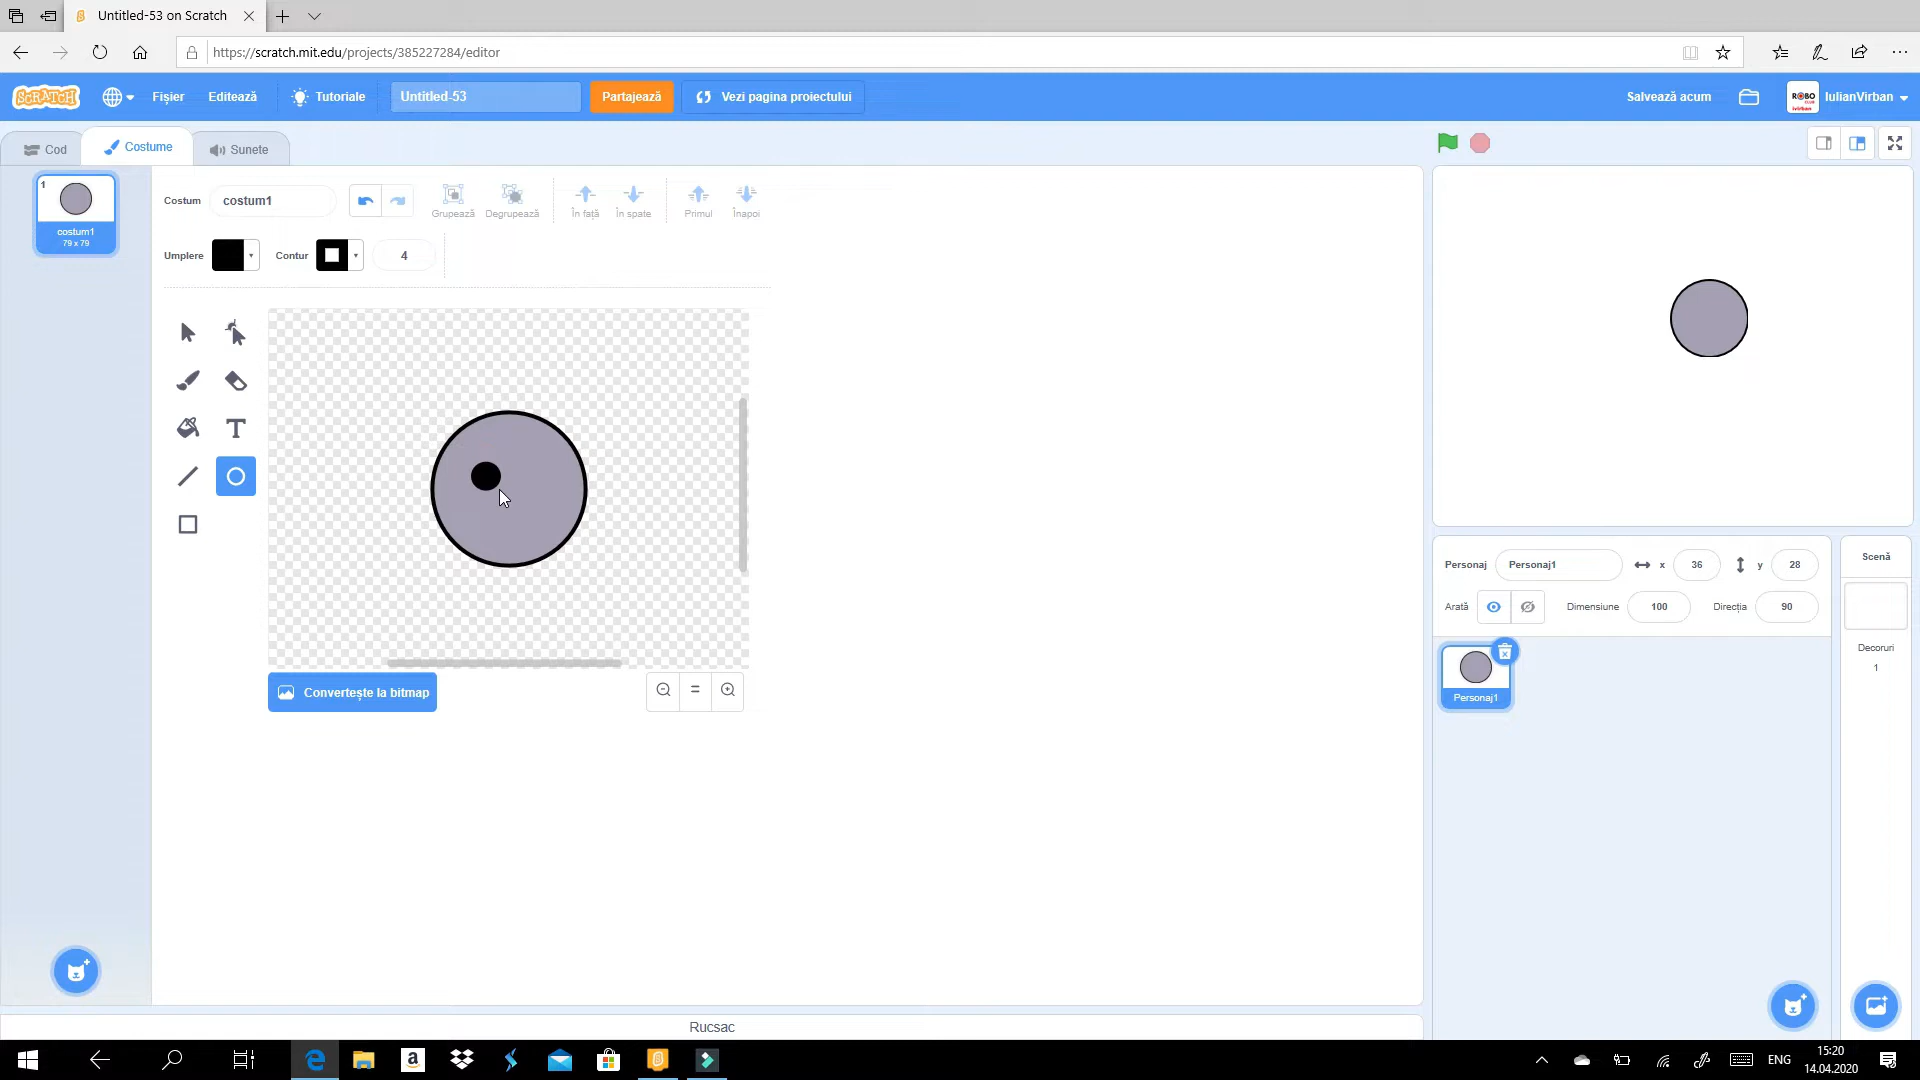 Untitled-53 on Scratch
https://scratch.mit.edu/projects/385227284/editor
SCRATCH
Fișier
Editează
Tutoriale
Untitled-53
Partajează
Vezi pagina proiectului
Salvează acum
ROBO
IulianVirban
Cod
Costume
Sunete
1
costum1
79 x 79
Costum
costum1
Grupează
Degrupează
În față
În spate
Primul
Înapoi
Umplere
Contur
4
Convertește la bitmap
Personaj
Personaj1
x
36
y
28
Arată
Dimensiune
100
Direcția
90
Personaj1
Scenă
Decoruri
1
Rucsac
ENG
15:20
14.04.2020